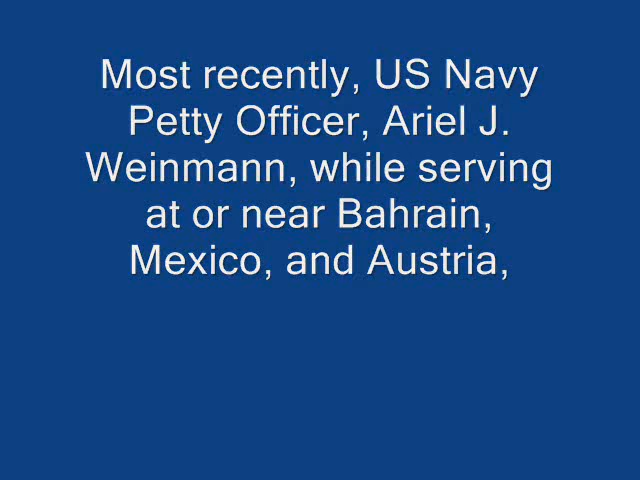 Most recently, US Navy
Petty Officer, Ariel J.
Weinmann, while serving
at or near Bahrain,
Mexico, and Austria,